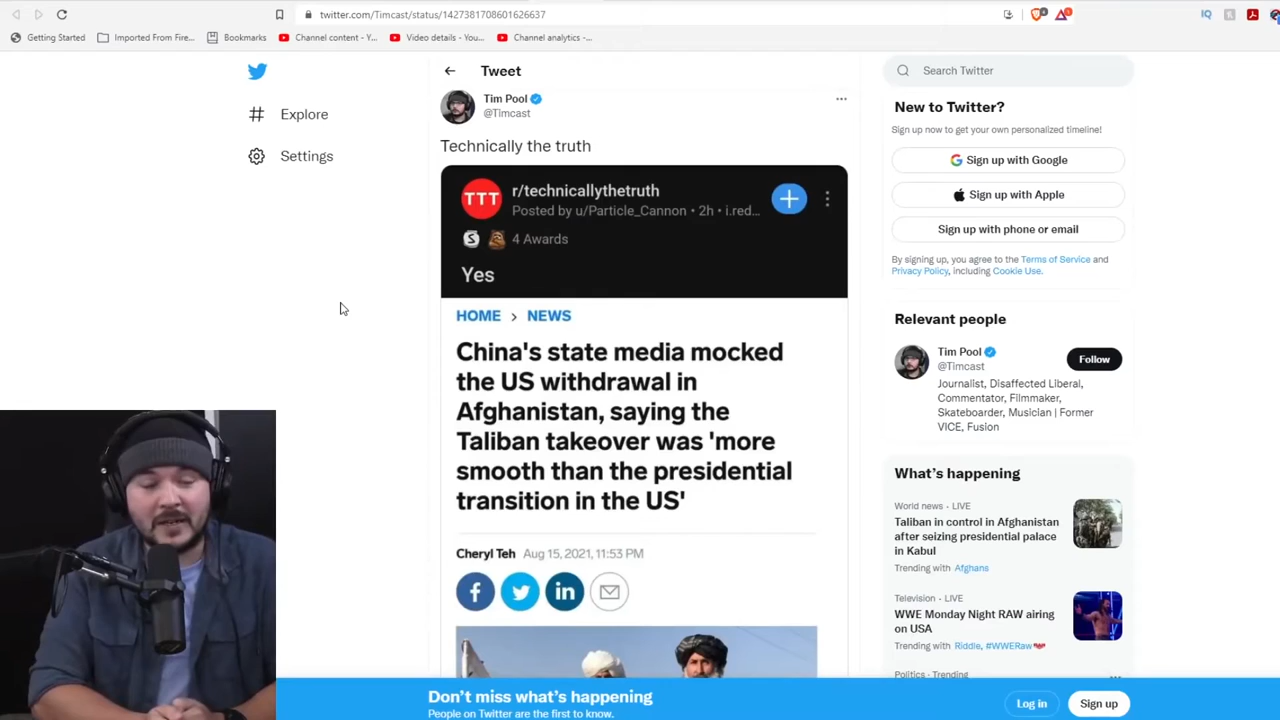 twitter.com/Timcast/status/1427381708601626637
Getting Started
Imported From Fire...
Bookmarks
Channel content - Y...
Video details - You...
Channel analytics -...
IQ
Explore
Settings
Tweet
Tim Pool
@Timcast
Technically the truth
TTT
r/technicallythetruth
Posted by u/Particle_Cannon • 2h • i.red...
S
4 Awards
Yes
HOME > NEWS
China's state media mocked
the US withdrawal in
Afghanistan, saying the
Taliban takeover was 'more
smooth than the presidential
transition in the US'
Cheryl Teh Aug 15, 2021, 11:53 PM
Search Twitter
New to Twitter?
Sign up now to get your own personalized timeline!
Sign up with Google
Sign up with Apple
Sign up with phone or email
By signing up, you agree to the Terms of Service and
Privacy Policy, including Cookie Use.
Relevant people
Tim Pool
@Timcast
Follow
Journalist, Disaffected Liberal,
Commentator, Filmmaker,
Skateboarder, Musician | Former
VICE, Fusion
What's happening
World news · LIVE
Taliban in control in Afghanistan
after seizing presidential palace
in Kabul
Trending with Afghans
Television · LIVE
WWE Monday Night RAW airing
on USA
Trending with Riddle, #WWERaw
Politics · Trending
Don't miss what's happening
People on Twitter are the first to know.
Log in
Sign up